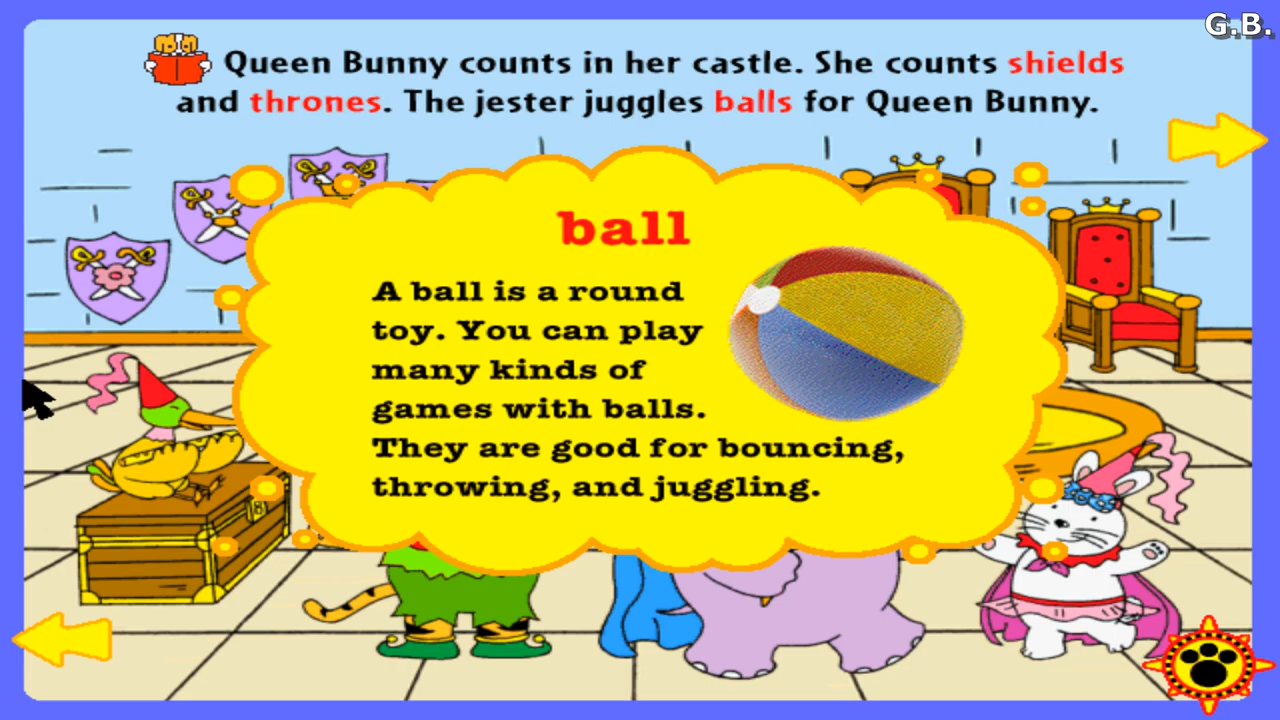 G.B.
Queen Bunny counts in her castle. She counts shields
and thrones. The jester juggles balls for Queen Bunny.
ball
A ball is a round
toy. You can play
many kinds of
games with balls.
They are good for bouncing,
throwing, and juggling.